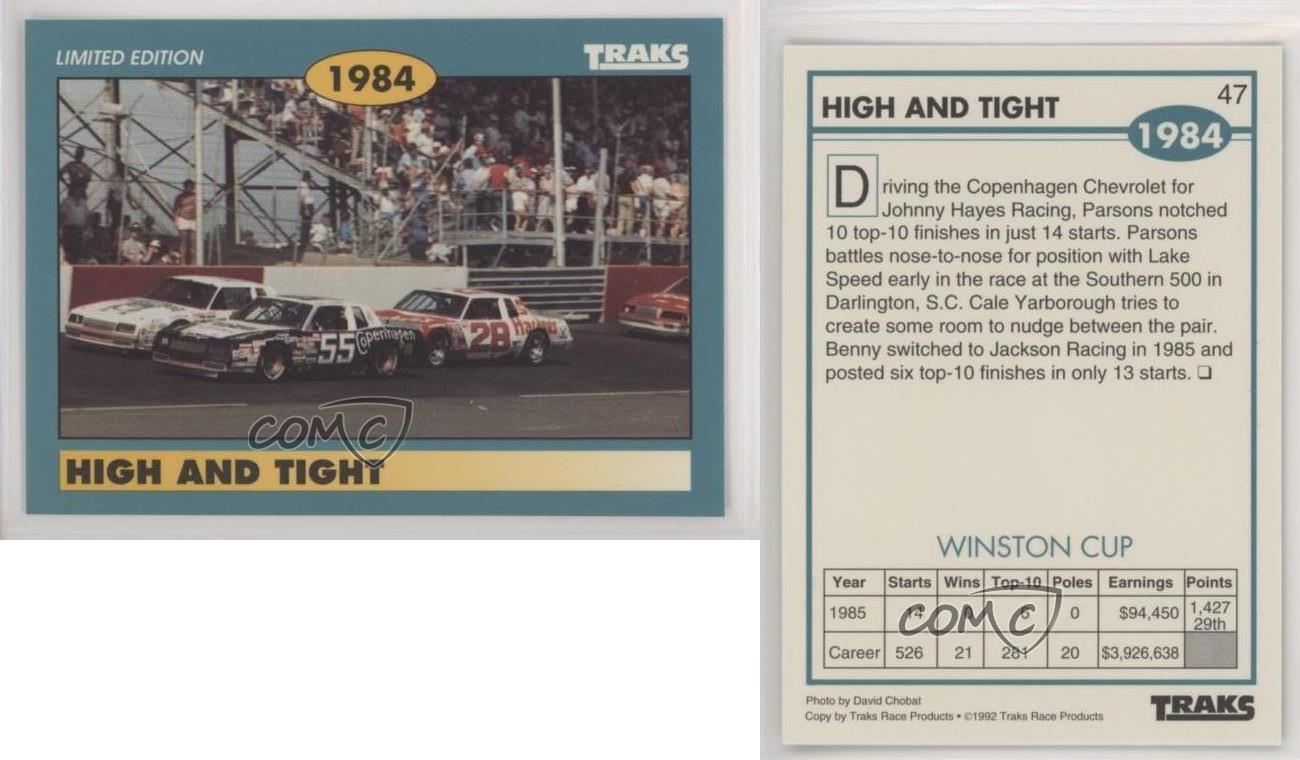 LIMITED EDITION
TRAKS
1984
55
Copenhagen
28
Hardee's
COMC
HIGH AND TIGHT
47
HIGH AND TIGHT
1984
Driving the Copenhagen Chevrolet for
Johnny Hayes Racing, Parsons notched
10 top-10 finishes in just 14 starts. Parsons
battles nose-to-nose for position with Lake
Speed early in the race at the Southern 500 in
Darlington, S.C. Cale Yarborough tries to
create some room to nudge between the pair.
Benny switched to Jackson Racing in 1985 and
posted six top-10 finishes in only 13 starts. ❏
WINSTON CUP
Year Starts Wins Top-10 Poles Earnings Points
1985 14 0 6 0 $94,450 1,427 29th
Career 526 21 281 20 $3,926,638
COMC
Photo by David Chobat
Copy by Traks Race Products • ©1992 Traks Race Products
TRAKS